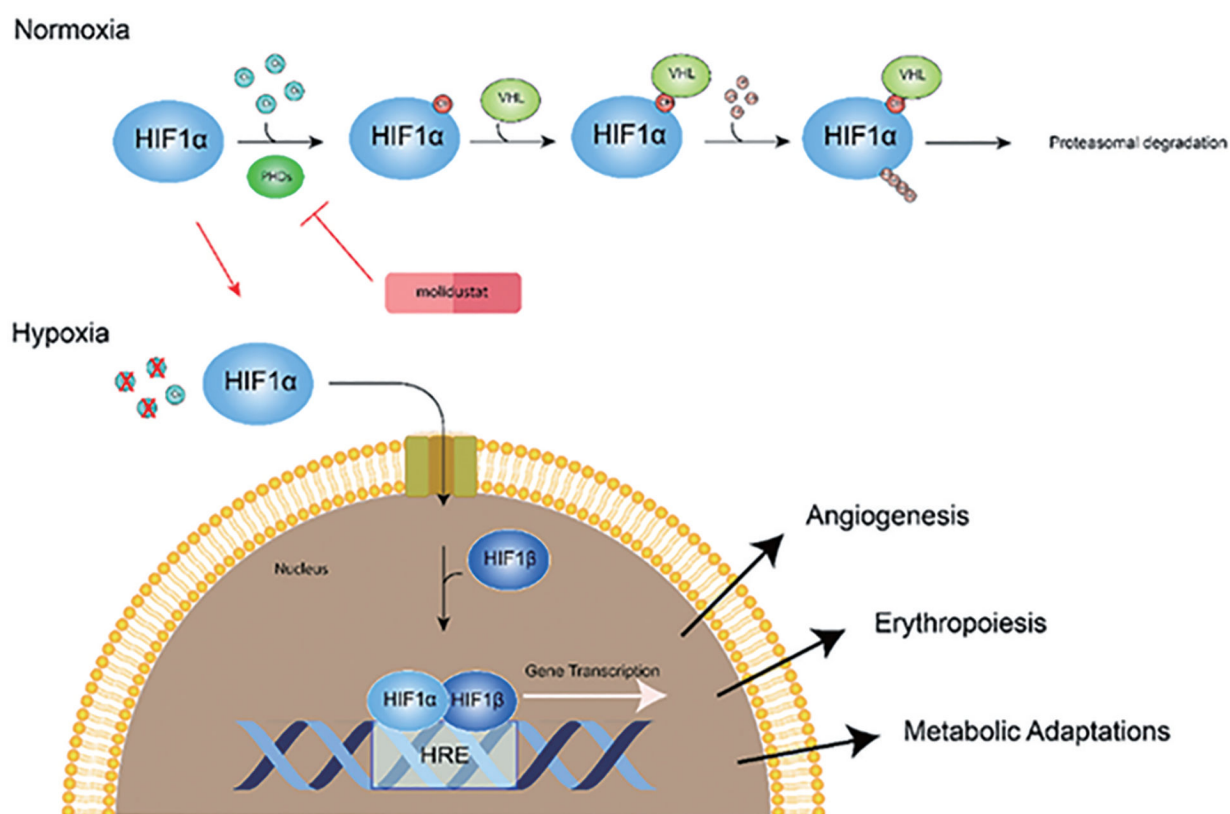 Normoxia
HIF1α
PHDs
HIF1α
VHL
HIF1α
VHL
HIF1α
VHL
Proteasomal degradation
molidustat
Hypoxia
HIF1α
Nucleus
HIF1β
Gene Transcription
HIF1α
HIF1β
HRE
Angiogenesis
Erythropoiesis
Metabolic Adaptations